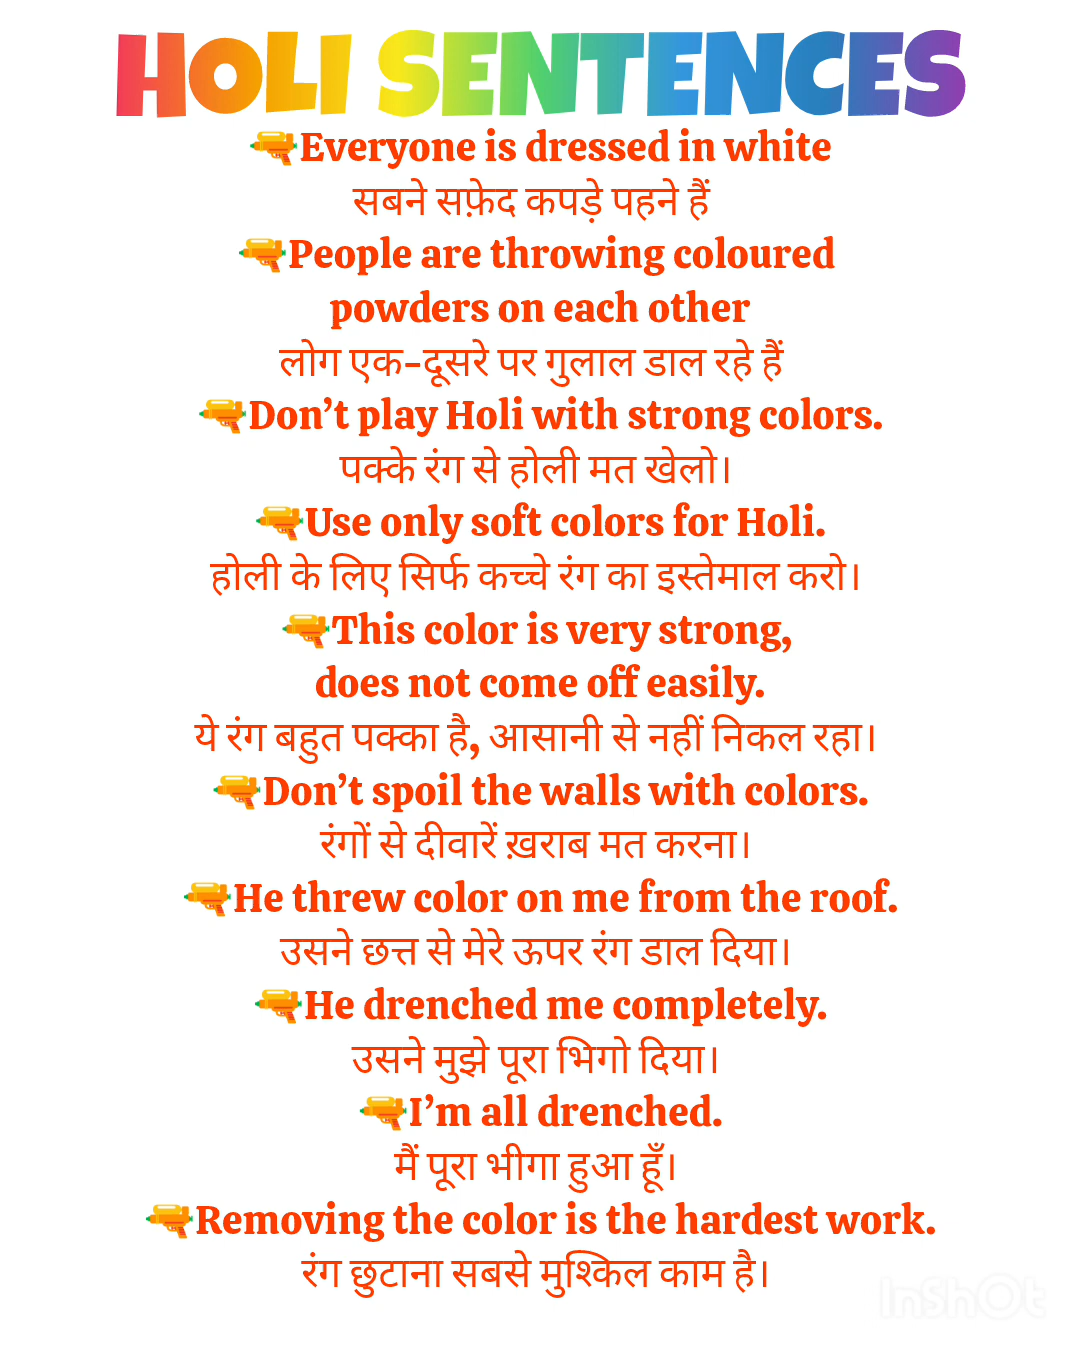 HOLI SENTENCES
Everyone is dressed in white
सबने सफ़ेद कपड़े पहने हैं
People are throwing coloured
powders on each other
लोग एक-दूसरे पर गुलाल डाल रहे हैं
Don’t play Holi with strong colors.
पक्के रंग से होली मत खेलो।
Use only soft colors for Holi.
होली के लिए सिर्फ कच्चे रंग का इस्तेमाल करो।
This color is very strong,
does not come off easily.
ये रंग बहुत पक्का है, आसानी से नहीं निकल रहा।
Don’t spoil the walls with colors.
रंगों से दीवारें ख़राब मत करना।
He threw color on me from the roof.
उसने छत्त से मेरे ऊपर रंग डाल दिया।
He drenched me completely.
उसने मुझे पूरा भिगो दिया।
I’m all drenched.
मैं पूरा भीगा हुआ हूँ।
Removing the color is the hardest work.
रंग छुटाना सबसे मुश्किल काम है।
InShOt